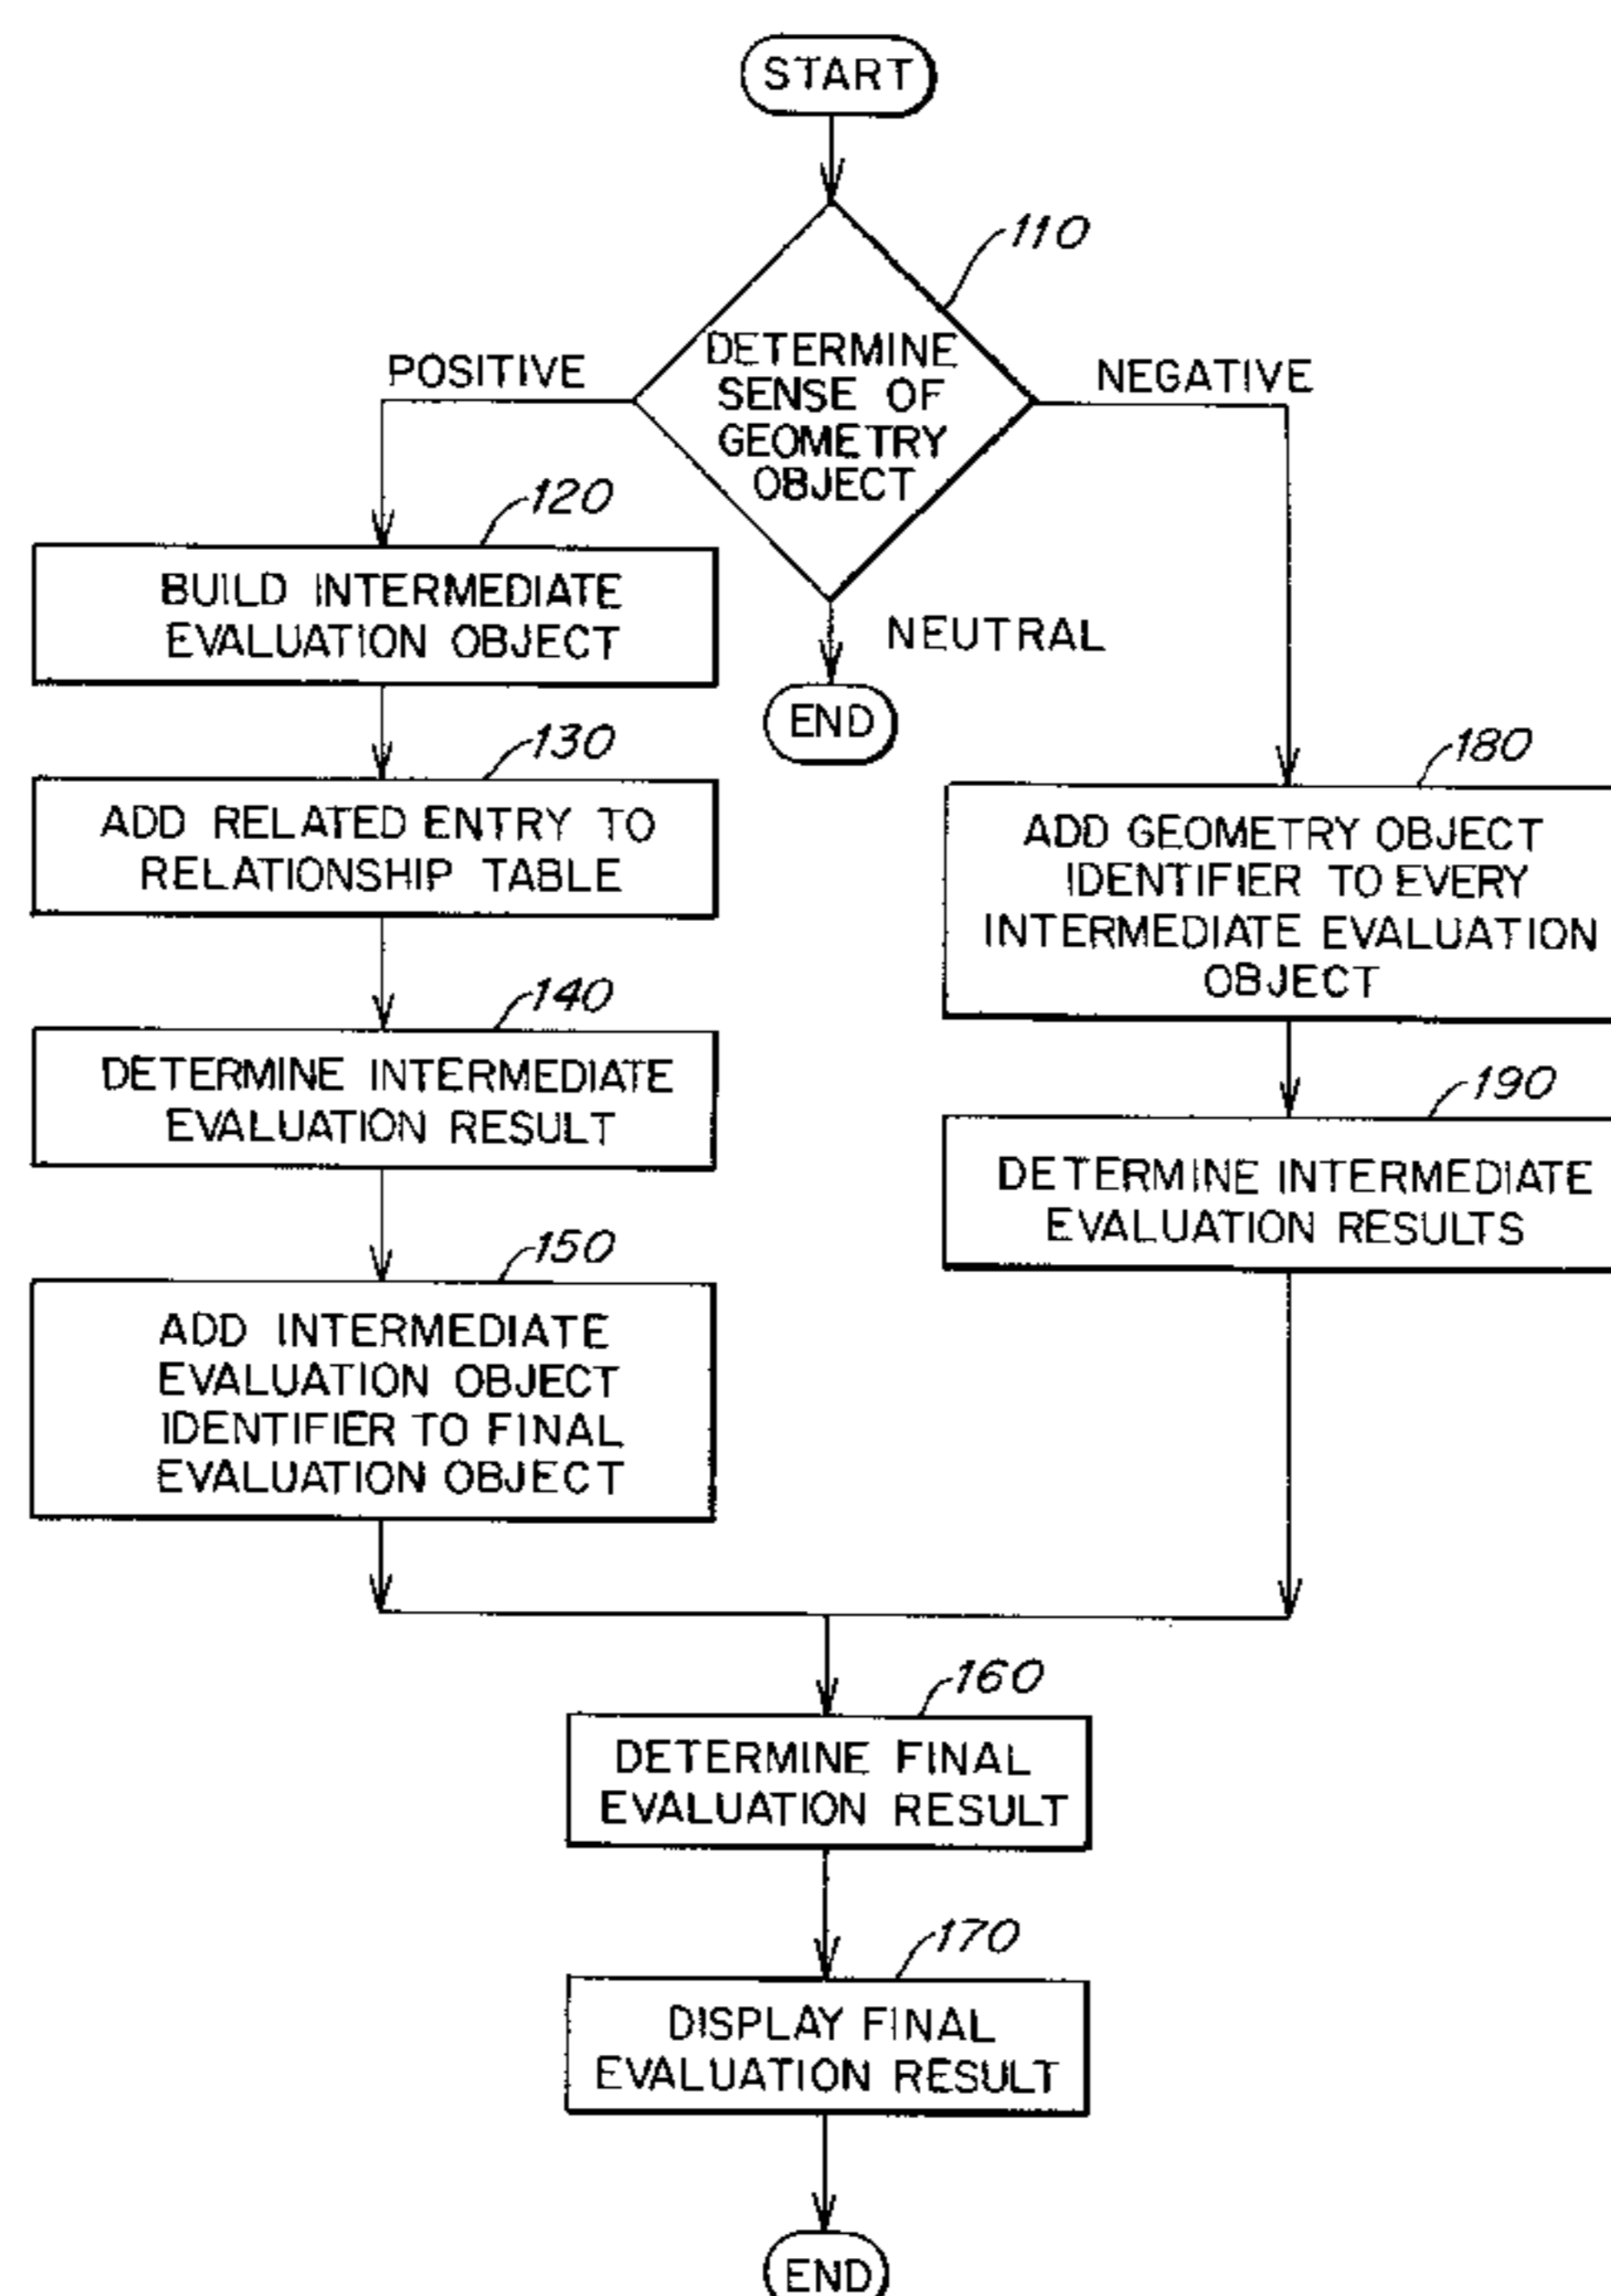 START
110
DETERMINE
SENSE OF
GEOMETRY
OBJECT
POSITIVE
NEGATIVE
NEUTRAL
END
120
BUILD INTERMEDIATE
EVALUATION OBJECT
130
ADD RELATED ENTRY TO
RELATIONSHIP TABLE
140
DETERMINE INTERMEDIATE
EVALUATION RESULT
150
ADD INTERMEDIATE
EVALUATION OBJECT
IDENTIFIER TO FINAL
EVALUATION OBJECT
180
ADD GEOMETRY OBJECT
IDENTIFIER TO EVERY
INTERMEDIATE EVALUATION
OBJECT
190
DETERMINE INTERMEDIATE
EVALUATION RESULTS
160
DETERMINE FINAL
EVALUATION RESULT
170
DISPLAY FINAL
EVALUATION RESULT
END